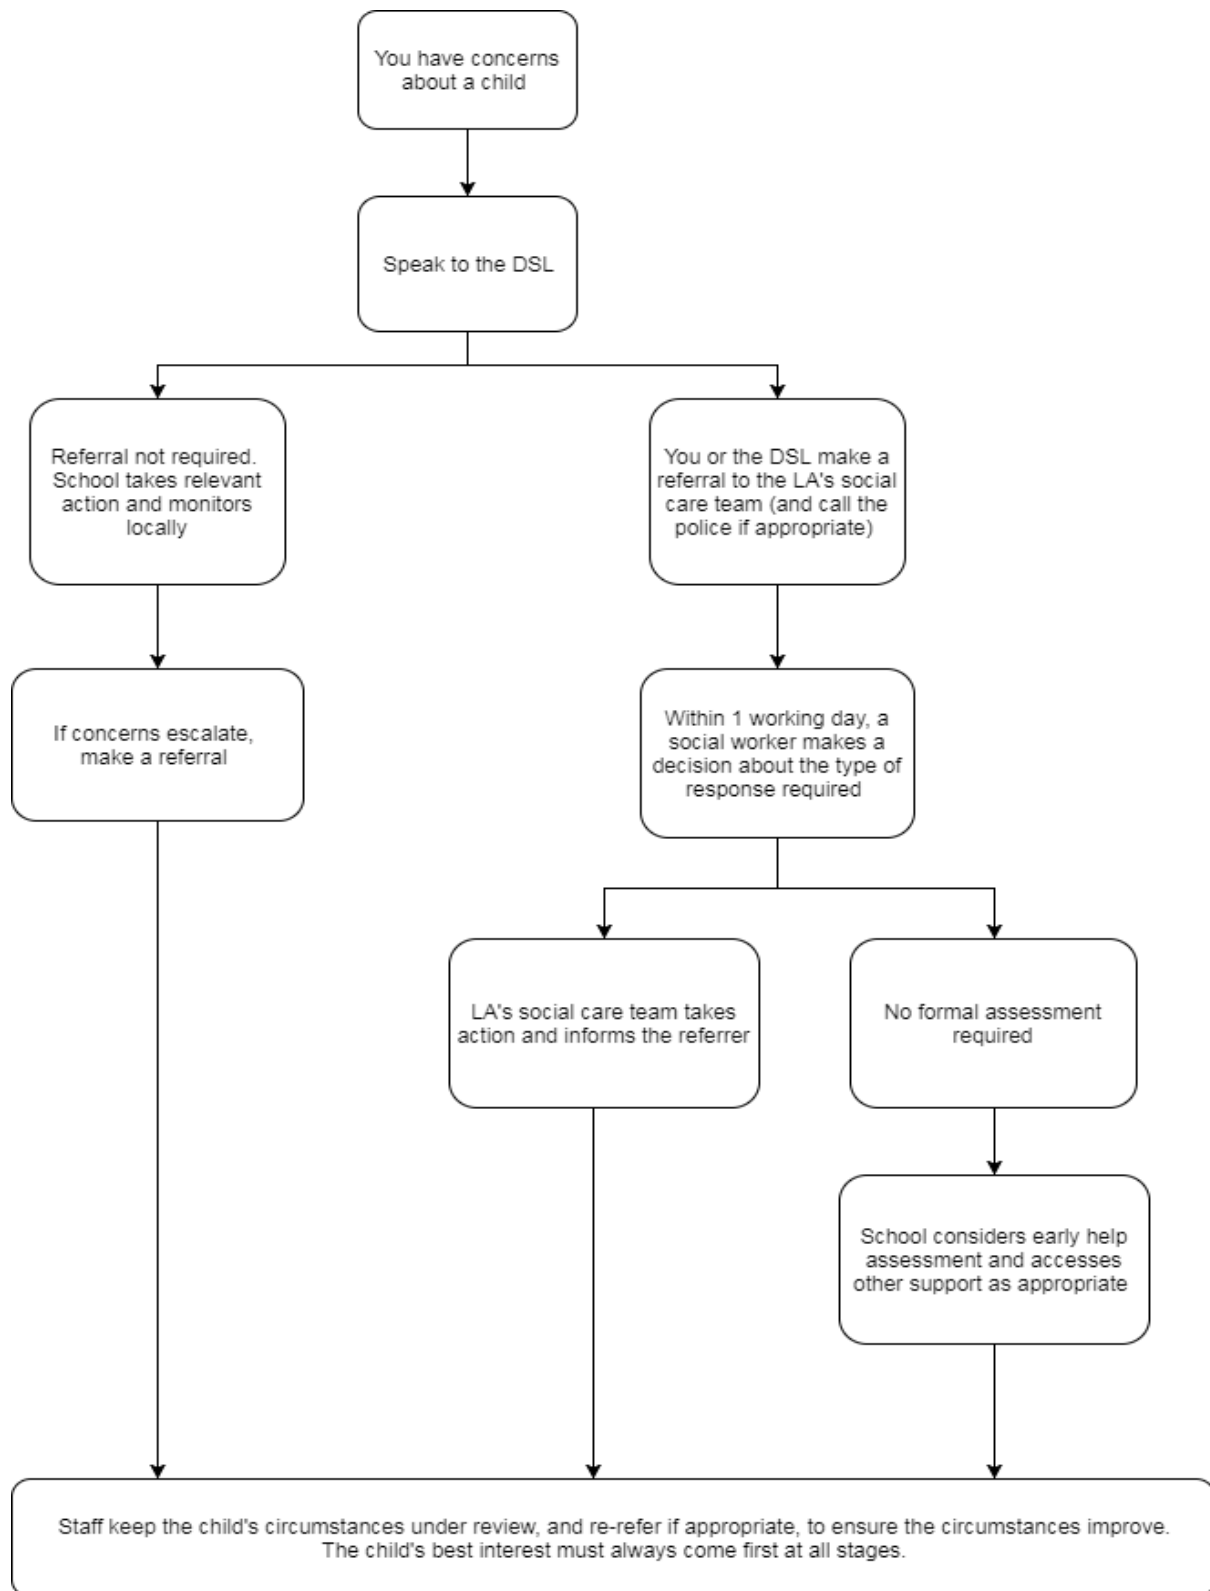 You have concerns
about a child
Speak to the DSL
Referral not required.
School takes relevant
action and monitors
locally
You or the DSL make a
referral to the LA's social
care team (and call the
police if appropriate)
If concerns escalate,
make a referral
Within 1 working day, a
social worker makes a
decision about the type of
response required
LA's social care team takes
action and informs the referrer
No formal assessment
required
School considers early help
assessment and accesses
other support as appropriate
Staff keep the child's circumstances under review, and re-refer if appropriate, to ensure the circumstances improve.
The child's best interest must always come first at all stages.